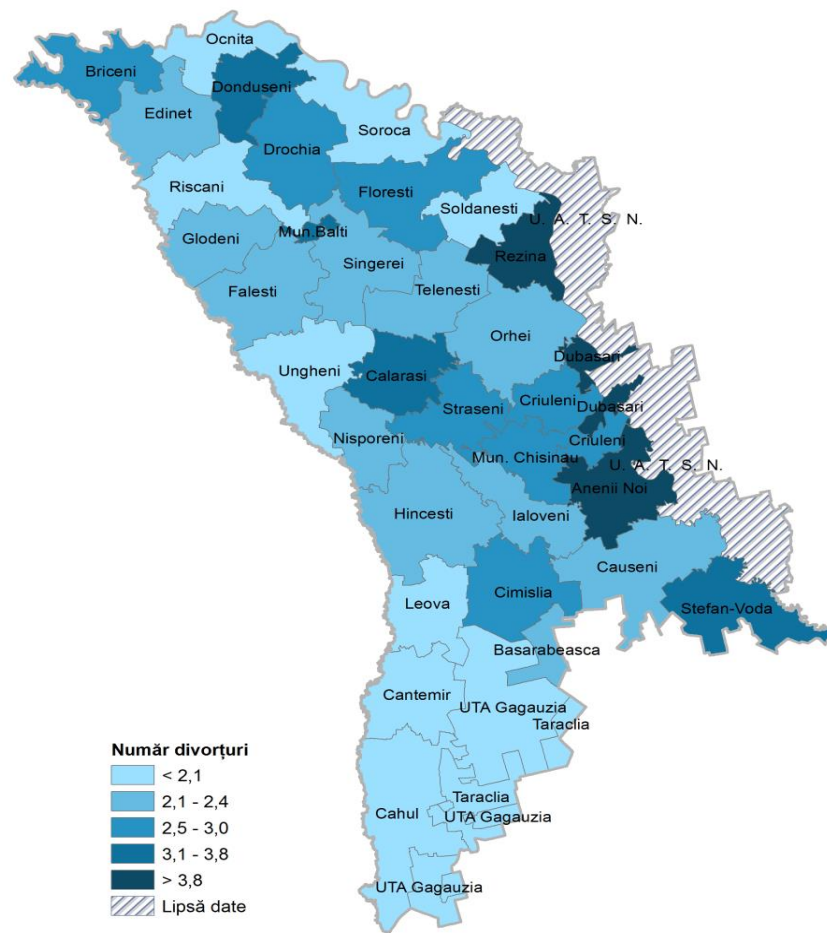 Ocnita
Briceni
Donduseni
Edinet
Soroca
Drochia
Riscani
Floresti
Soldanesti
U. A. T. S. N.
Glodeni
Mun.Balti
Rezina
Singerei
Falesti
Telenesti
Orhei
Dubasari
Ungheni
Calarasi
Criuleni
Dubasari
Straseni
Nisporeni
Criuleni
Mun. Chisinau
U. A. T. S. N.
Anenii Noi
Hincesti
Ialoveni
Causeni
Cimislia
Leova
Stefan-Voda
Basarabeasca
Cantemir
UTA Gagauzia
Taraclia
Taraclia
Cahul
UTA Gagauzia
UTA Gagauzia
Număr divorțuri
< 2,1
2,1 - 2,4
2,5 - 3,0
3,1 - 3,8
> 3,8
Lipsă date